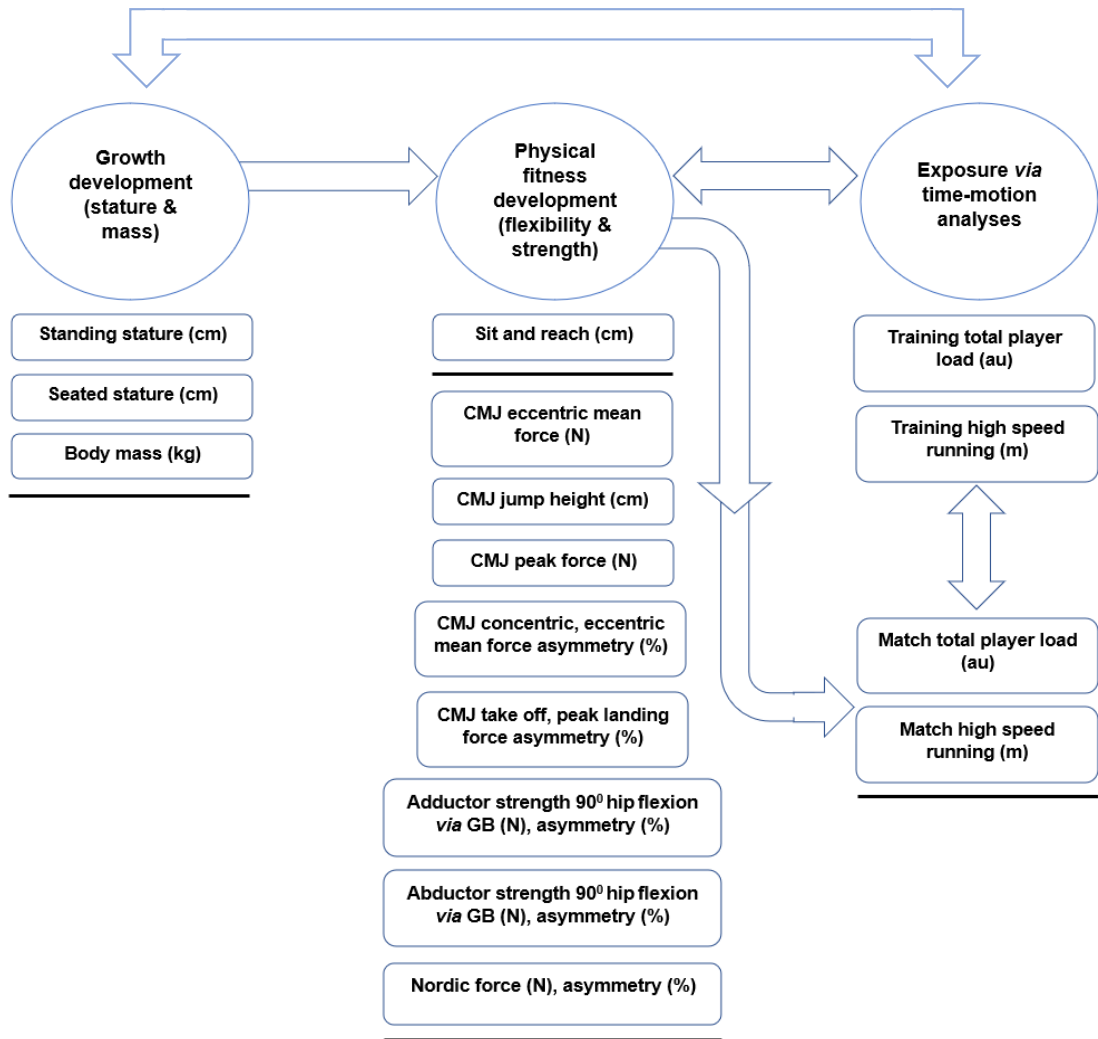 Growth
development
(stature &
mass)
Physical
fitness
development
(flexibility &
strength)
Exposure via
time-motion
analyses
Standing stature (cm)
Seated stature (cm)
Body mass (kg)
Sit and reach (cm)
CMJ eccentric mean
force (N)
CMJ jump height (cm)
CMJ peak force (N)
CMJ concentric, eccentric
mean force asymmetry (%)
CMJ take off, peak landing
force asymmetry (%)
Adductor strength 90⁰ hip flexion
via GB (N), asymmetry (%)
Abductor strength 90⁰ hip flexion
via GB (N), asymmetry (%)
Nordic force (N), asymmetry (%)
Training total player
load (au)
Training high speed
running (m)
Match total player load
(au)
Match high speed
running (m)